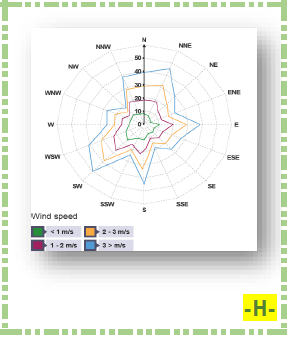 N
NNW NNE
NW NE
WNW ENE
W E
WSW ESE
SW SE
SSW SSE
S
50
40
30
20
10
0
Wind speed
< 1 m/s 2 - 3 m/s
1 - 2 m/s 3 > m/s
-H-